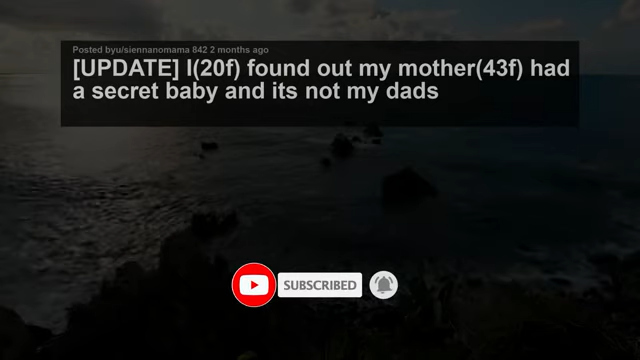 Posted byu/siennanomama 842 2 months ago
[UPDATE] I(20f) found out my mother(43f) had
a secret baby and its not my dads
SUBSCRIBED